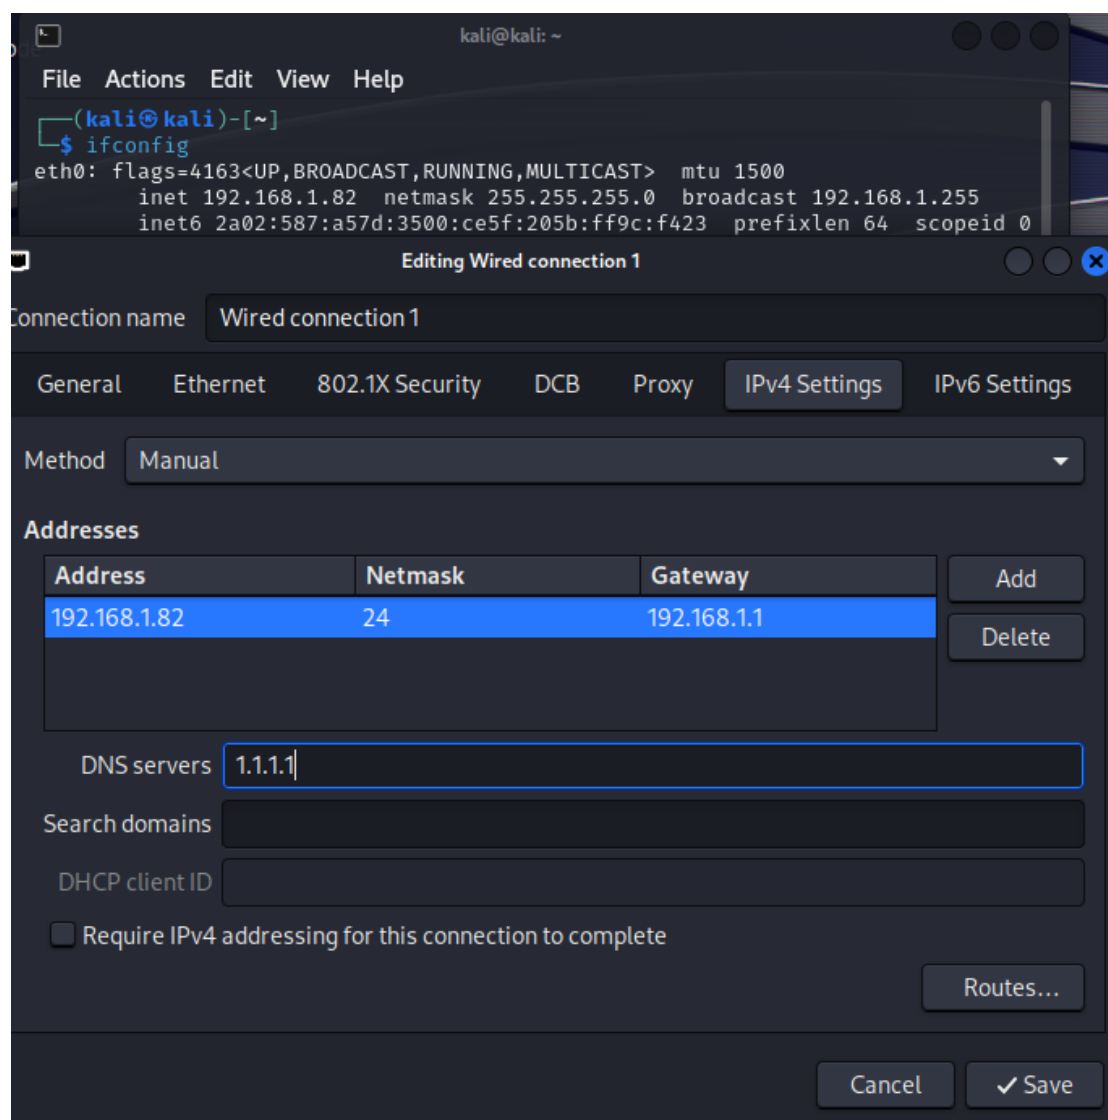 kali@kali: ~
File Actions Edit View Help
(kali㉿kali)-[~]
$ ifconfig
eth0: flags=4163<UP,BROADCAST,RUNNING,MULTICAST> mtu 1500
inet 192.168.1.82 netmask 255.255.255.0 broadcast 192.168.1.255
inet6 2a02:587:a57d:3500:ce5f:205b:ff9c:f423 prefixlen 64 scopeid 0
Editing Wired connection 1
Connection name Wired connection 1
General Ethernet 802.1X Security DCB Proxy IPv4 Settings IPv6 Settings
Method Manual
Addresses
Address Netmask Gateway
Add
192.168.1.82 24 192.168.1.1
Delete
DNS servers 1.1.1.1
Search domains
DHCP client ID
Require IPv4 addressing for this connection to complete
Routes…
Cancel Save